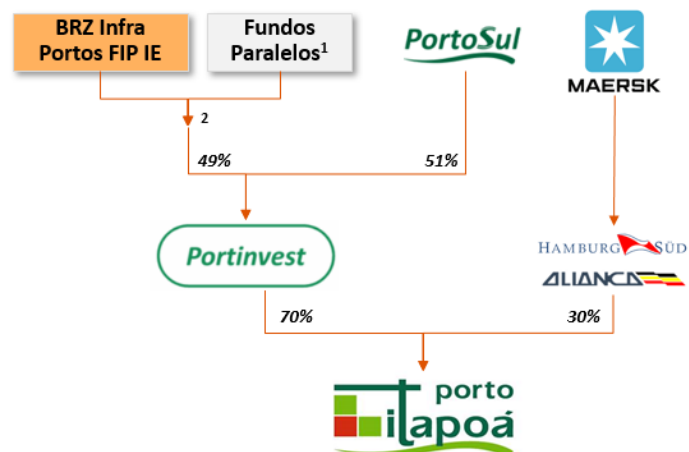 BRZ Infra
Portos FIP IE
Fundos
Paralelos¹
PortoSul
MAERSK
2
49%
51%
Portinvest
HAMBURG SÜD
ALIANCA
70%
30%
porto
itapoá